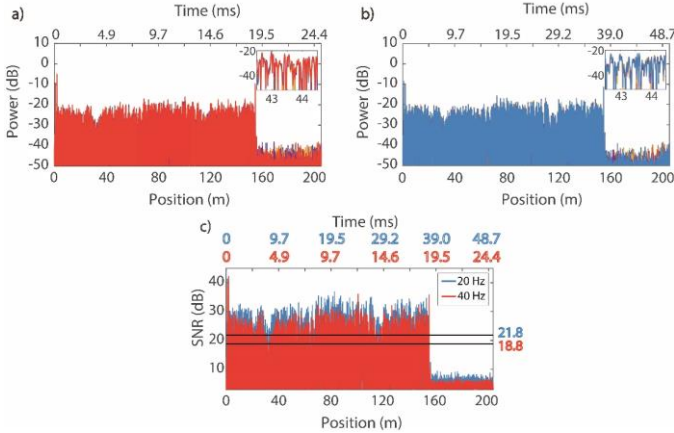 a)
Time (ms)
0 4.9 9.7 14.6 19.5 24.4
10
0
-10
-20
-30
-40
-50
Power (dB)
-20
-40
43 44
0 40 80 120 160 200
Position (m)
b)
Time (ms)
0 9.7 19.5 29.2 39.0 48.7
10
0
-10
-20
-30
-40
-50
Power (dB)
-20
-40
43 44
0 40 80 120 160 200
Position (m)
c)
Time (ms)
0 9.7 19.5 29.2 39.0 48.7
0 4.9 9.7 14.6 19.5 24.4
40
30
20
10
SNR (dB)
20 Hz
40 Hz
21.8
18.8
0 40 80 120 160 200
Position (m)